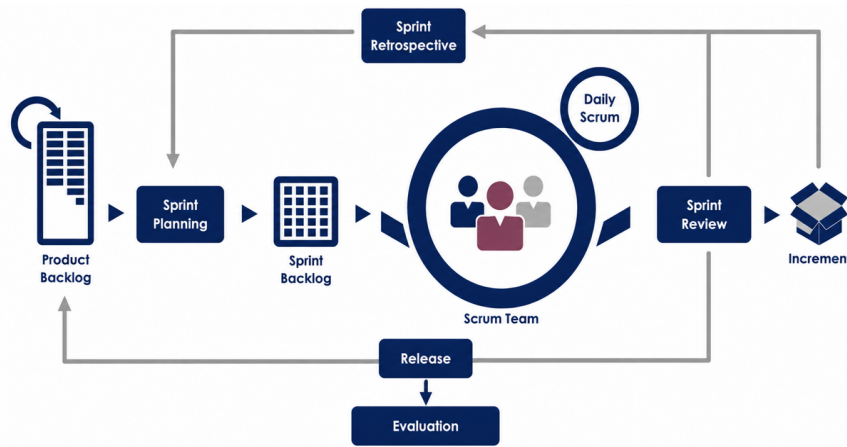 Sprint
Retrospective
Daily
Scrum
Sprint
Planning
Sprint
Review
Product
Backlog
Sprint
Backlog
Scrum Team
Incremen
Release
Evaluation